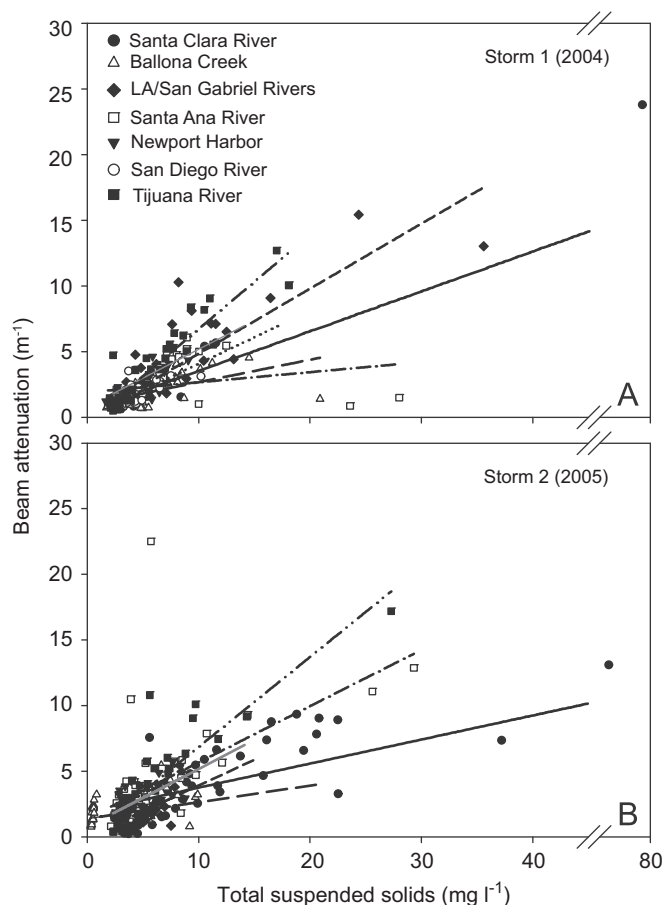 30
Storm 1 (2004)
Santa Clara River
Ballona Creek
LA/San Gabriel Rivers
Santa Ana River
Newport Harbor
San Diego River
Tijuana River
25
20
15
10
5
0
A
Beam attenuation (m⁻¹)
30
Storm 2 (2005)
25
20
15
10
5
0
B
0 10 20 30 40 80
Total suspended solids (mg l⁻¹)